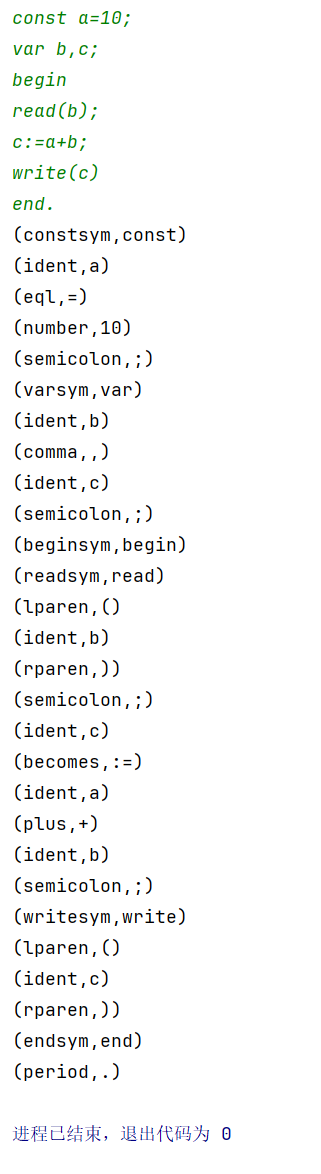 const a=10;
var b,c;
begin
read(b);
c:=a+b;
write(c)
end.
(constsym,const)
(ident,a)
(eql,=)
(number,10)
(semicolon,;)
(varsym,var)
(ident,b)
(comma,,)
(ident,c)
(semicolon,;)
(beginsym,begin)
(readsym,read)
(lparen,()
(ident,b)
(rparen,))
(semicolon,;)
(ident,c)
(becomes,:=)
(ident,a)
(plus,+)
(ident,b)
(semicolon,;)
(writesym,write)
(lparen,()
(ident,c)
(rparen,))
(endsym,end)
(period,.)
进程已结束，退出代码为 0